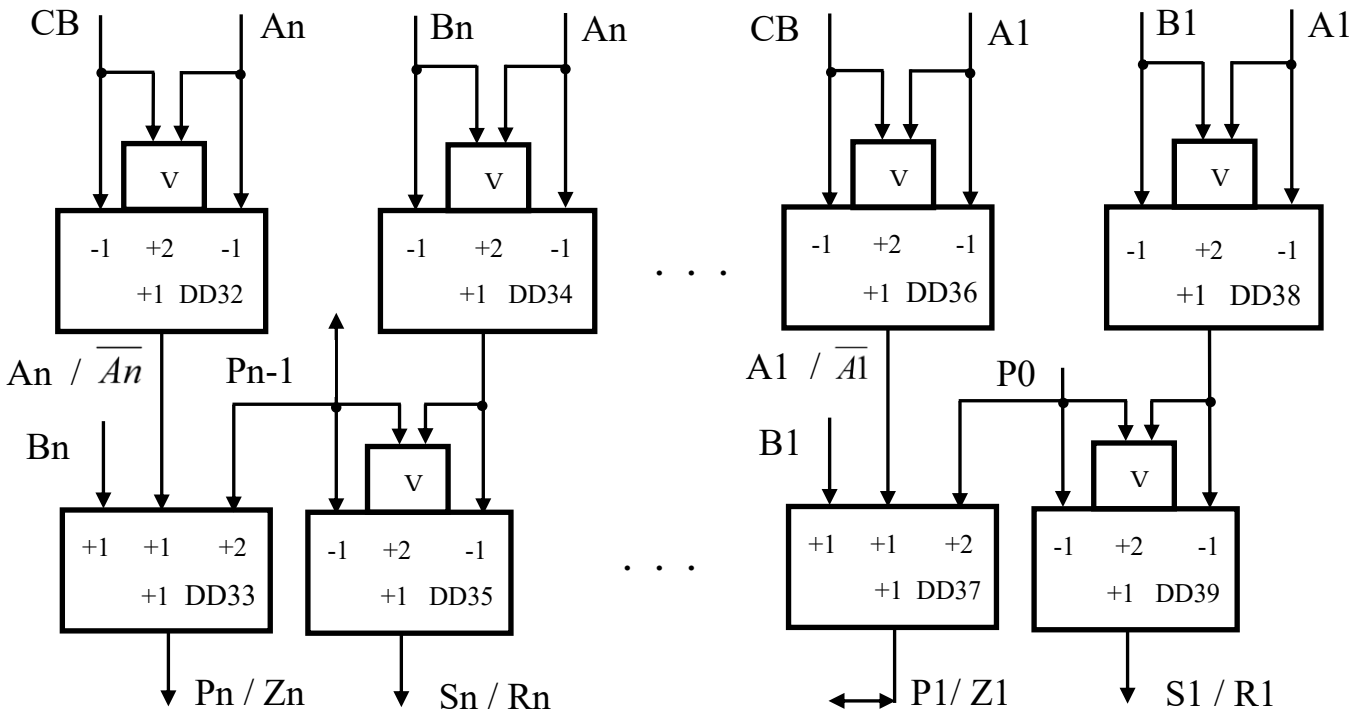 CB An Bn An CB A1 B1 A1
V V V V
-1 +2 -1 -1 +2 -1 -1 +2 -1 -1 +2 -1
+1 DD32 +1 DD34 . . . +1 DD36 +1 DD38
An / A̅n̅ Pn-1 A1 / A̅1̅ P0
Bn B1
V V
+1 +1 +2 -1 +2 -1 +1 +1 +2 -1 +2 -1
+1 DD33 +1 DD35 . . . +1 DD37 +1 DD39
Pn / Zn Sn / Rn P1/ Z1 S1 / R1